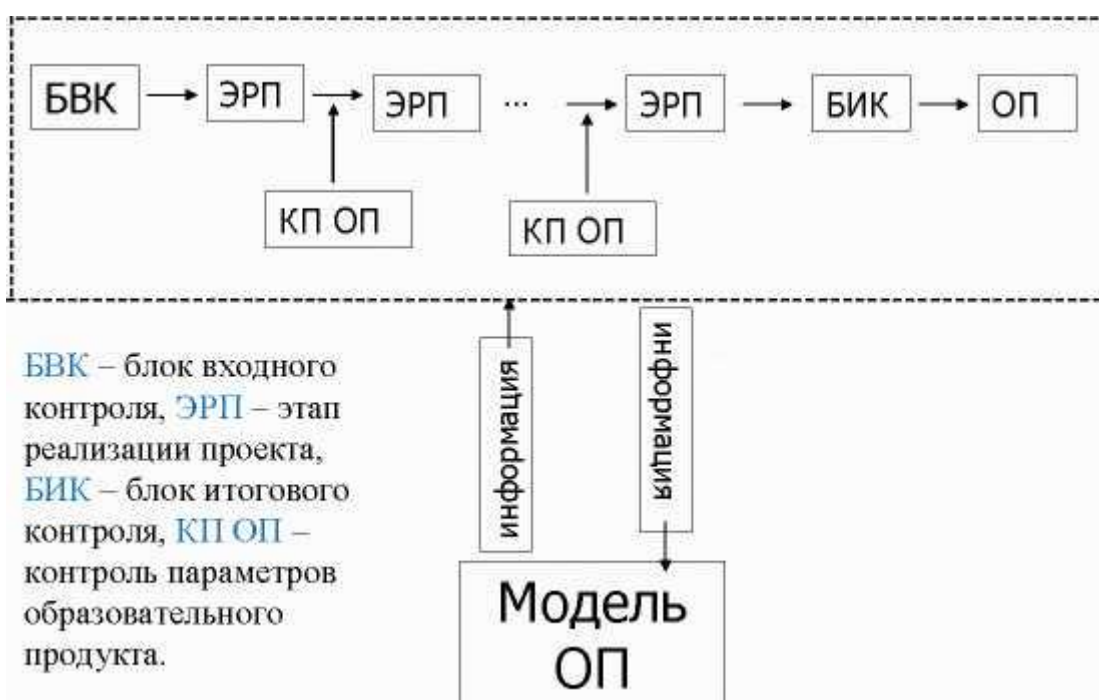 БВК
ЭРП
ЭРП
...
ЭРП
БИК
ОП
КП ОП
КП ОП
информация
информация
БВК – блок входного
контроля, ЭРП – этап
реализации проекта,
БИК – блок итогового
контроля, КП ОП –
контроль параметров
образовательного
продукта.
Модель
ОП